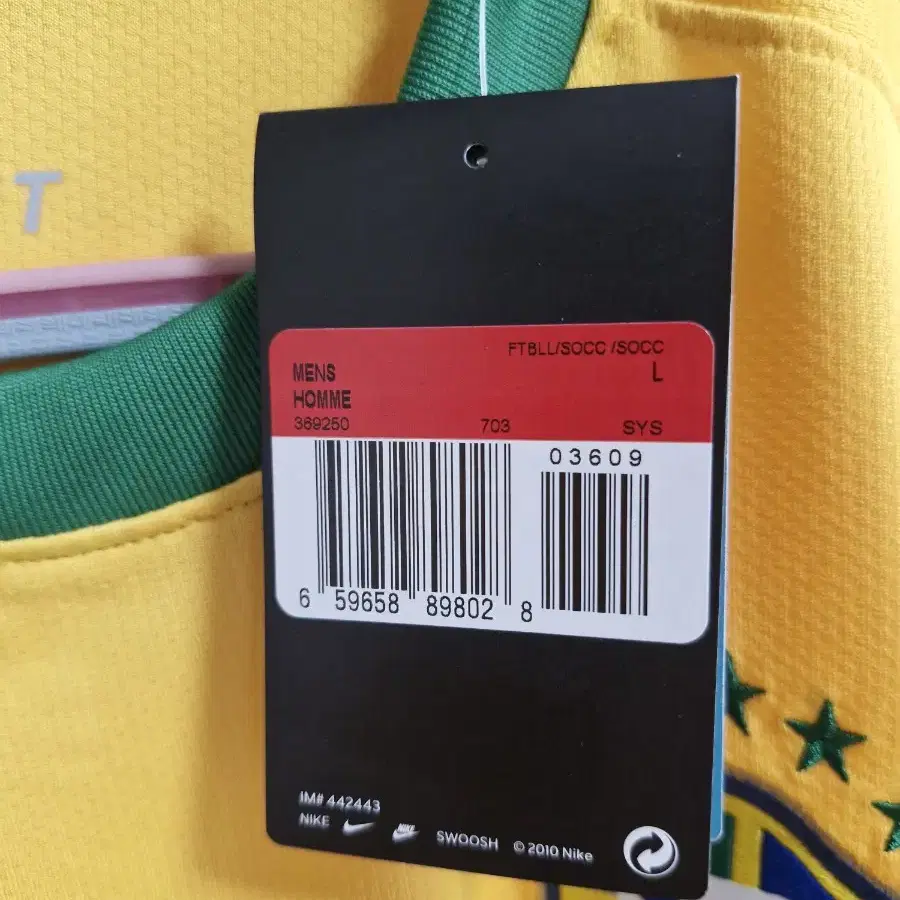 T
FTBLL/SOCC /SOCC
MENS L
HOMME
369250 703 SYS
03609
6 59658 89802 8
IM# 442443
NIKE NIKE SWOOSH © 2010 Nike